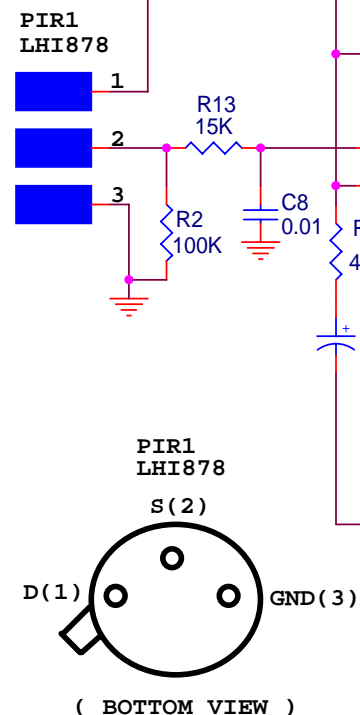 PIR1
LHI878
1
2
3
R13
15K
R2
100K
C8
0.01
4
+
PIR1
LHI878
S(2)
D(1)
GND(3)
( BOTTOM VIEW )